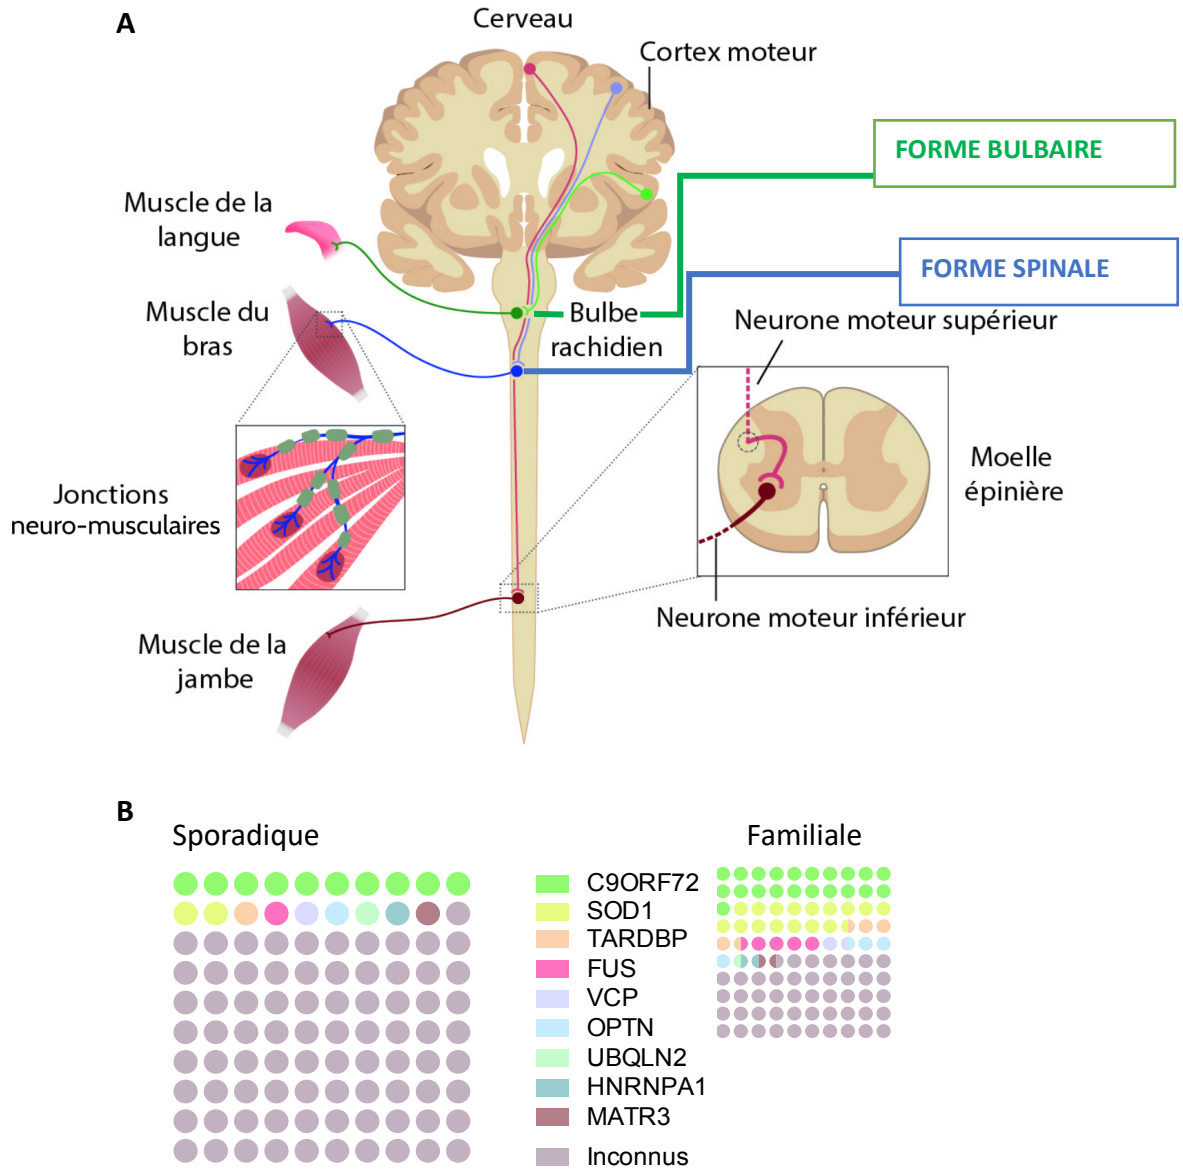 A
Cerveau
Cortex moteur
FORME BULBAIRE
Muscle de la
langue
FORME SPINALE
Muscle du
bras
Bulbe
rachidien
Neurone moteur supérieur
Jonctions
neuro-musculaires
Moelle
épinière
Neurone moteur inférieur
Muscle de la
jambe
B
Sporadique
Familiale
C9ORF72
SOD1
TARDBP
FUS
VCP
OPTN
UBQLN2
HNRNPA1
MATR3
Inconnus